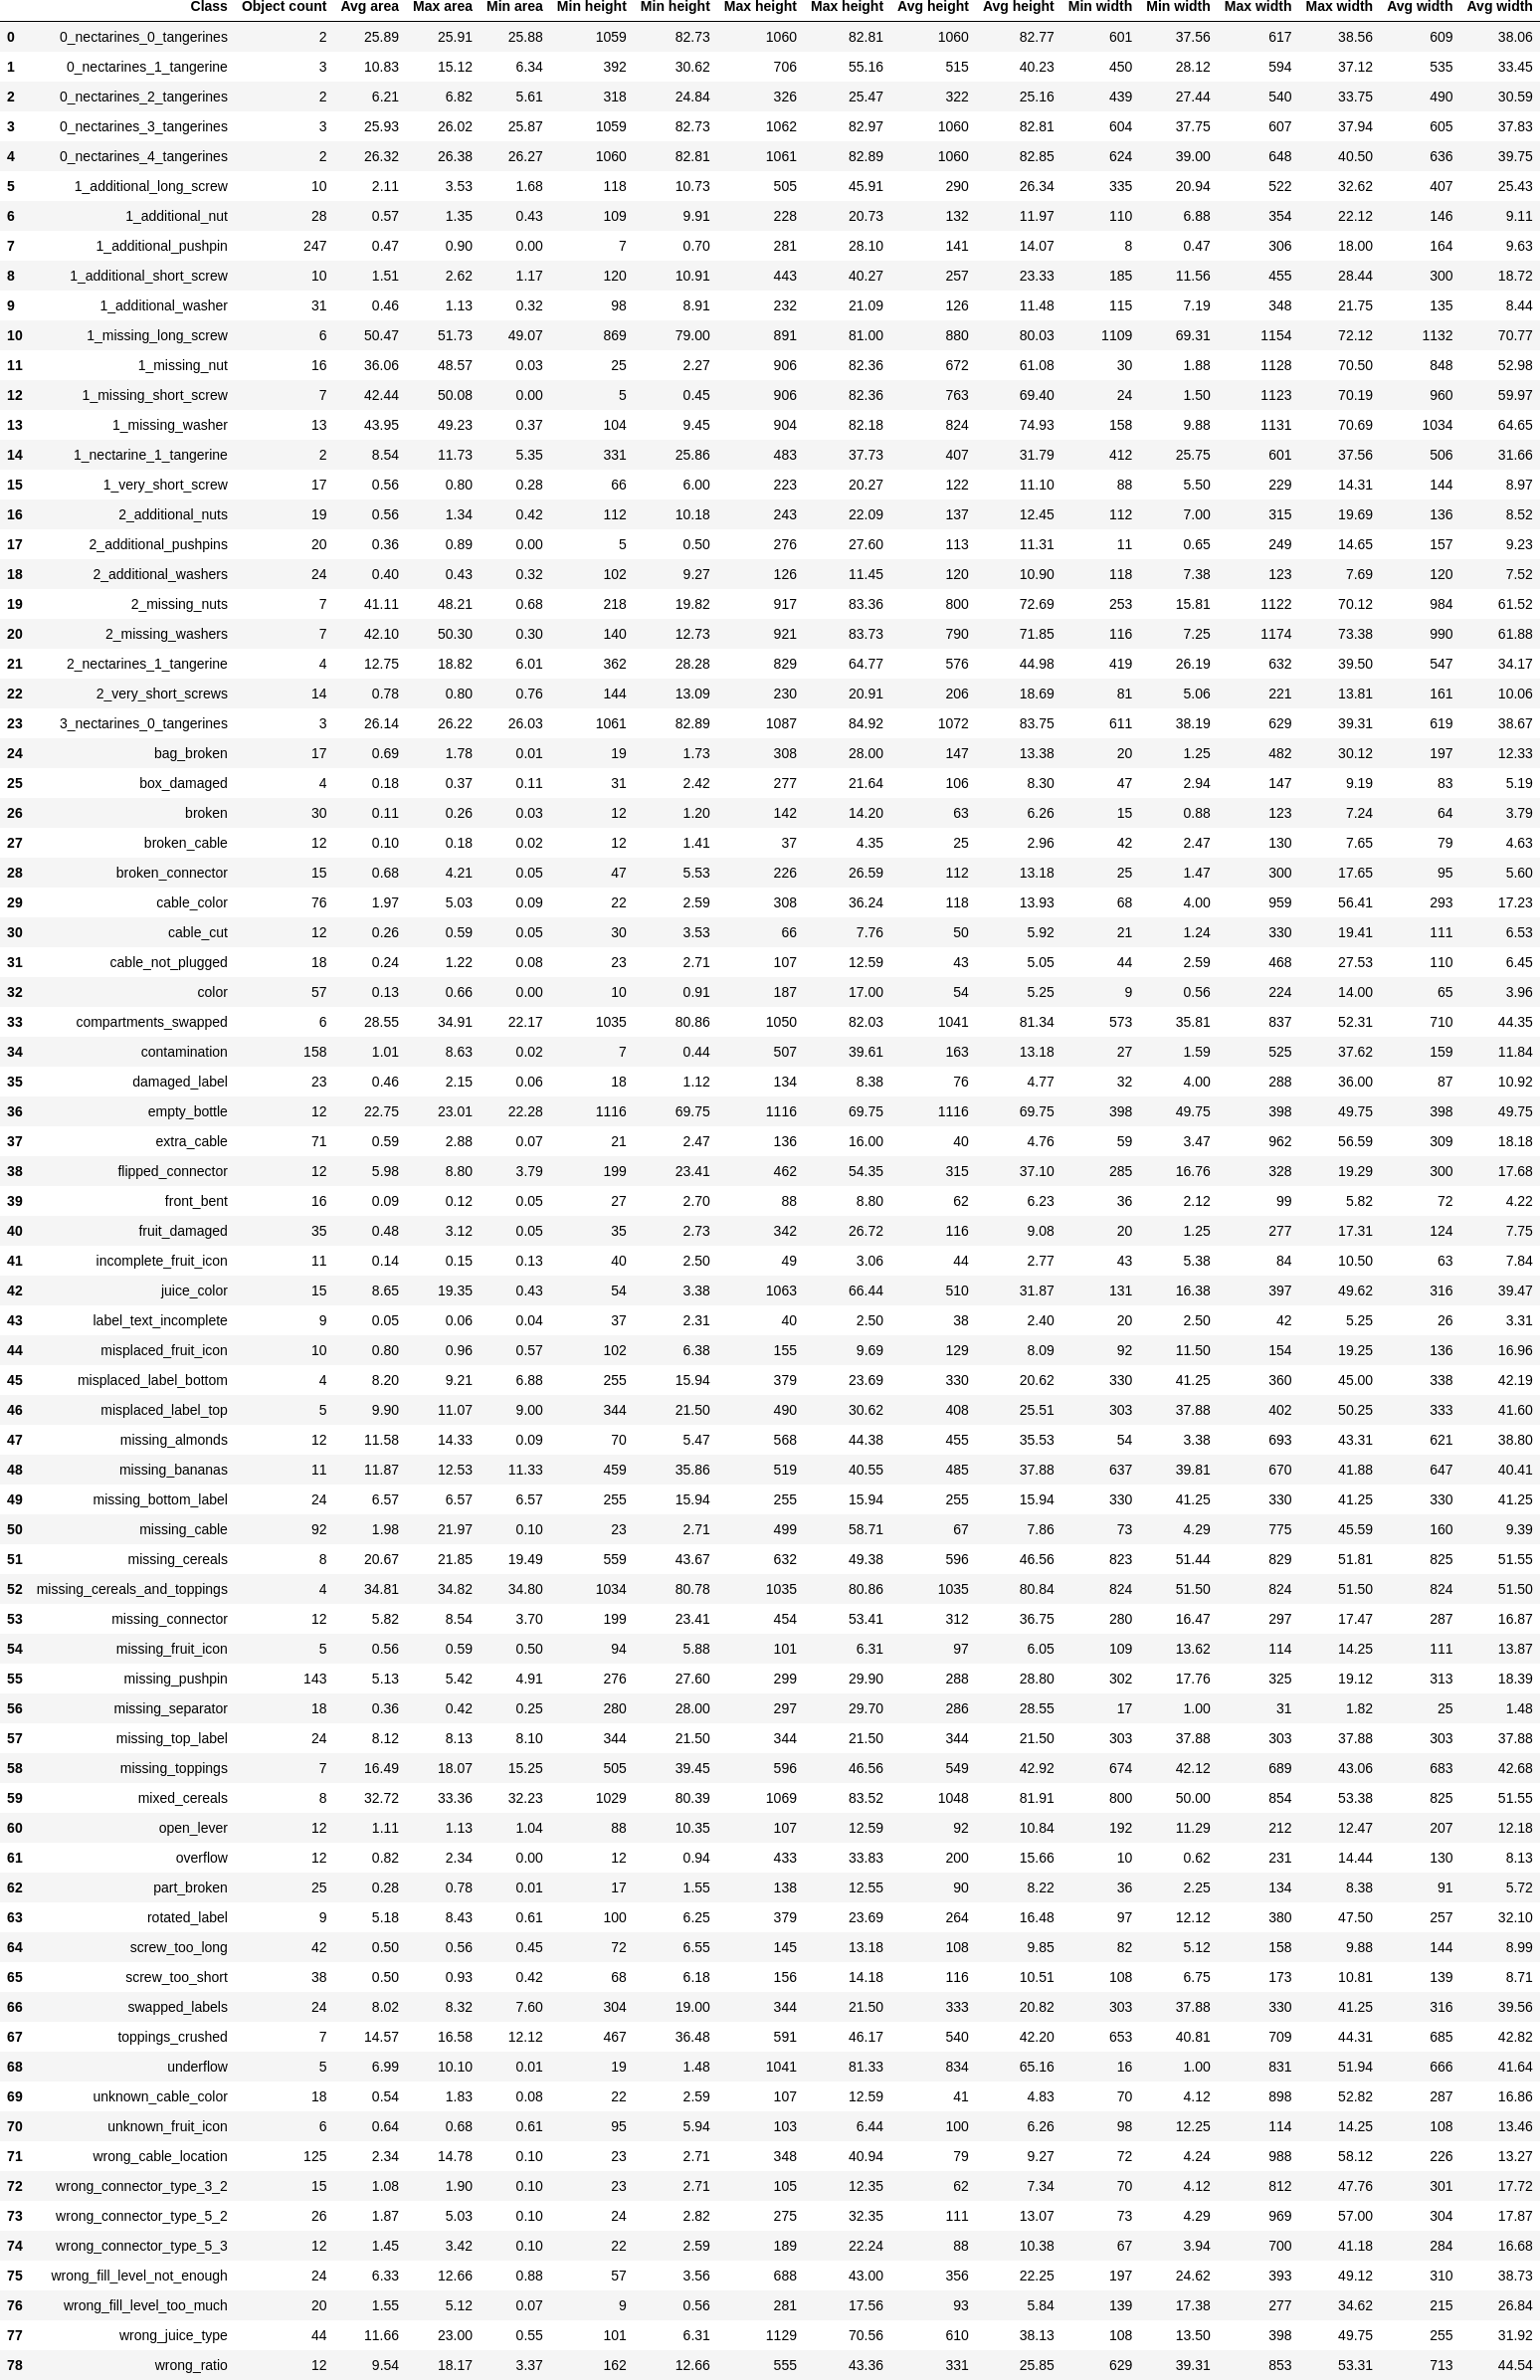 Class Object count Avg area Max area Min area Min height Min height Max height Max height Avg height Avg height Min width Min width Max width Max width Avg width Avg width
0 0_nectarines_0_tangerines 2 25.89 25.91 25.88 1059 82.73 1060 82.81 1060 82.77 601 37.56 617 38.56 609 38.06
1 0_nectarines_1_tangerine 3 10.83 15.12 6.34 392 30.62 706 55.16 515 40.23 450 28.12 594 37.12 535 33.45
2 0_nectarines_2_tangerines 2 6.21 6.82 5.61 318 24.84 326 25.47 322 25.16 439 27.44 540 33.75 490 30.59
3 0_nectarines_3_tangerines 3 25.93 26.02 25.87 1059 82.73 1062 82.97 1060 82.81 604 37.75 607 37.94 605 37.83
4 0_nectarines_4_tangerines 2 26.32 26.38 26.27 1060 82.81 1061 82.89 1060 82.85 624 39.00 648 40.50 636 39.75
5 1_additional_long_screw 10 2.11 3.53 1.68 118 10.73 505 45.91 290 26.34 335 20.94 522 32.62 407 25.43
6 1_additional_nut 28 0.57 1.35 0.43 109 9.91 228 20.73 132 11.97 110 6.88 354 22.12 146 9.11
7 1_additional_pushpin 247 0.47 0.90 0.00 7 0.70 281 28.10 141 14.07 8 0.47 306 18.00 164 9.63
8 1_additional_short_screw 10 1.51 2.62 1.17 120 10.91 443 40.27 257 23.33 185 11.56 455 28.44 300 18.72
9 1_additional_washer 31 0.46 1.13 0.32 98 8.91 232 21.09 126 11.48 115 7.19 348 21.75 135 8.44
10 1_missing_long_screw 6 50.47 51.73 49.07 869 79.00 891 81.00 880 80.03 1109 69.31 1154 72.12 1132 70.77
11 1_missing_nut 16 36.06 48.57 0.03 25 2.27 906 82.36 672 61.08 30 1.88 1128 70.50 848 52.98
12 1_missing_short_screw 7 42.44 50.08 0.00 5 0.45 906 82.36 763 69.40 24 1.50 1123 70.19 960 59.97
13 1_missing_washer 13 43.95 49.23 0.37 104 9.45 904 82.18 824 74.93 158 9.88 1131 70.69 1034 64.65
14 1_nectarine_1_tangerine 2 8.54 11.73 5.35 331 25.86 483 37.73 407 31.79 412 25.75 601 37.56 506 31.66
15 1_very_short_screw 17 0.56 0.80 0.28 66 6.00 223 20.27 122 11.10 88 5.50 229 14.31 144 8.97
16 2_additional_nuts 19 0.56 1.34 0.42 112 10.18 243 22.09 137 12.45 112 7.00 315 19.69 136 8.52
17 2_additional_pushpins 20 0.36 0.89 0.00 5 0.50 276 27.60 113 11.31 11 0.65 249 14.65 157 9.23
18 2_additional_washers 24 0.40 0.43 0.32 102 9.27 126 11.45 120 10.90 118 7.38 123 7.69 120 7.52
19 2_missing_nuts 7 41.11 48.21 0.68 218 19.82 917 83.36 800 72.69 253 15.81 1122 70.12 984 61.52
20 2_missing_washers 7 42.10 50.30 0.30 140 12.73 921 83.73 790 71.85 116 7.25 1174 73.38 990 61.88
21 2_nectarines_1_tangerine 4 12.75 18.82 6.01 362 28.28 829 64.77 576 44.98 419 26.19 632 39.50 547 34.17
22 2_very_short_screws 14 0.78 0.80 0.76 144 13.09 230 20.91 206 18.69 81 5.06 221 13.81 161 10.06
23 3_nectarines_0_tangerines 3 26.14 26.22 26.03 1061 82.89 1087 84.92 1072 83.75 611 38.19 629 39.31 619 38.67
24 bag_broken 17 0.69 1.78 0.01 19 1.73 308 28.00 147 13.38 20 1.25 482 30.12 197 12.33
25 box_damaged 4 0.18 0.37 0.11 31 2.42 277 21.64 106 8.30 47 2.94 147 9.19 83 5.19
26 broken 30 0.11 0.26 0.03 12 1.20 142 14.20 63 6.26 15 0.88 123 7.24 64 3.79
27 broken_cable 12 0.10 0.18 0.02 12 1.41 37 4.35 25 2.96 42 2.47 130 7.65 79 4.63
28 broken_connector 15 0.68 4.21 0.05 47 5.53 226 26.59 112 13.18 25 1.47 300 17.65 95 5.60
29 cable_color 76 1.97 5.03 0.09 22 2.59 308 36.24 118 13.93 68 4.00 959 56.41 293 17.23
30 cable_cut 12 0.26 0.59 0.05 30 3.53 66 7.76 50 5.92 21 1.24 330 19.41 111 6.53
31 cable_not_plugged 18 0.24 1.22 0.08 23 2.71 107 12.59 43 5.05 44 2.59 468 27.53 110 6.45
32 color 57 0.13 0.66 0.00 10 0.91 187 17.00 54 5.25 9 0.56 224 14.00 65 3.96
33 compartments_swapped 6 28.55 34.91 22.17 1035 80.86 1050 82.03 1041 81.34 573 35.81 837 52.31 710 44.35
34 contamination 158 1.01 8.63 0.02 7 0.44 507 39.61 163 13.18 27 1.59 525 37.62 159 11.84
35 damaged_label 23 0.46 2.15 0.06 18 1.12 134 8.38 76 4.77 32 4.00 288 36.00 87 10.92
36 empty_bottle 12 22.75 23.01 22.28 1116 69.75 1116 69.75 1116 69.75 398 49.75 398 49.75 398 49.75
37 extra_cable 71 0.59 2.88 0.07 21 2.47 136 16.00 40 4.76 59 3.47 962 56.59 309 18.18
38 flipped_connector 12 5.98 8.80 3.79 199 23.41 462 54.35 315 37.10 285 16.76 328 19.29 300 17.68
39 front_bent 16 0.09 0.12 0.05 27 2.70 88 8.80 62 6.23 36 2.12 99 5.82 72 4.22
40 fruit_damaged 35 0.48 3.12 0.05 35 2.73 342 26.72 116 9.08 20 1.25 277 17.31 124 7.75
41 incomplete_fruit_icon 11 0.14 0.15 0.13 40 2.50 49 3.06 44 2.77 43 5.38 84 10.50 63 7.84
42 juice_color 15 8.65 19.35 0.43 54 3.38 1063 66.44 510 31.87 131 16.38 397 49.62 316 39.47
43 label_text_incomplete 9 0.05 0.06 0.04 37 2.31 40 2.50 38 2.40 20 2.50 42 5.25 26 3.31
44 misplaced_fruit_icon 10 0.80 0.96 0.57 102 6.38 155 9.69 129 8.09 92 11.50 154 19.25 136 16.96
45 misplaced_label_bottom 4 8.20 9.21 6.88 255 15.94 379 23.69 330 20.62 330 41.25 360 45.00 338 42.19
46 misplaced_label_top 5 9.90 11.07 9.00 344 21.50 490 30.62 408 25.51 303 37.88 402 50.25 333 41.60
47 missing_almonds 12 11.58 14.33 0.09 70 5.47 568 44.38 455 35.53 54 3.38 693 43.31 621 38.80
48 missing_bananas 11 11.87 12.53 11.33 459 35.86 519 40.55 485 37.88 637 39.81 670 41.88 647 40.41
49 missing_bottom_label 24 6.57 6.57 6.57 255 15.94 255 15.94 255 15.94 330 41.25 330 41.25 330 41.25
50 missing_cable 92 1.98 21.97 0.10 23 2.71 499 58.71 67 7.86 73 4.29 775 45.59 160 9.39
51 missing_cereals 8 20.67 21.85 19.49 559 43.67 632 49.38 596 46.56 823 51.44 829 51.81 825 51.55
52 missing_cereals_and_toppings 4 34.81 34.82 34.80 1034 80.78 1035 80.86 1035 80.84 824 51.50 824 51.50 824 51.50
53 missing_connector 12 5.82 8.54 3.70 199 23.41 454 53.41 312 36.75 280 16.47 297 17.47 287 16.87
54 missing_fruit_icon 5 0.56 0.59 0.50 94 5.88 101 6.31 97 6.05 109 13.62 114 14.25 111 13.87
55 missing_pushpin 143 5.13 5.42 4.91 276 27.60 299 29.90 288 28.80 302 17.76 325 19.12 313 18.39
56 missing_separator 18 0.36 0.42 0.25 280 28.00 297 29.70 286 28.55 17 1.00 31 1.82 25 1.48
57 missing_top_label 24 8.12 8.13 8.10 344 21.50 344 21.50 344 21.50 303 37.88 303 37.88 303 37.88
58 missing_toppings 7 16.49 18.07 15.25 505 39.45 596 46.56 549 42.92 674 42.12 689 43.06 683 42.68
59 mixed_cereals 8 32.72 33.36 32.23 1029 80.39 1069 83.52 1048 81.91 800 50.00 854 53.38 825 51.55
60 open_lever 12 1.11 1.13 1.04 88 10.35 107 12.59 92 10.84 192 11.29 212 12.47 207 12.18
61 overflow 12 0.82 2.34 0.00 12 0.94 433 33.83 200 15.66 10 0.62 231 14.44 130 8.13
62 part_broken 25 0.28 0.78 0.01 17 1.55 138 12.55 90 8.22 36 2.25 134 8.38 91 5.72
63 rotated_label 9 5.18 8.43 0.61 100 6.25 379 23.69 264 16.48 97 12.12 380 47.50 257 32.10
64 screw_too_long 42 0.50 0.56 0.45 72 6.55 145 13.18 108 9.85 82 5.12 158 9.88 144 8.99
65 screw_too_short 38 0.50 0.93 0.42 68 6.18 156 14.18 116 10.51 108 6.75 173 10.81 139 8.71
66 swapped_labels 24 8.02 8.32 7.60 304 19.00 344 21.50 333 20.82 303 37.88 330 41.25 316 39.56
67 toppings_crushed 7 14.57 16.58 12.12 467 36.48 591 46.17 540 42.20 653 40.81 709 44.31 685 42.82
68 underflow 5 6.99 10.10 0.01 19 1.48 1041 81.33 834 65.16 16 1.00 831 51.94 666 41.64
69 unknown_cable_color 18 0.54 1.83 0.08 22 2.59 107 12.59 41 4.83 70 4.12 898 52.82 287 16.86
70 unknown_fruit_icon 6 0.64 0.68 0.61 95 5.94 103 6.44 100 6.26 98 12.25 114 14.25 108 13.46
71 wrong_cable_location 125 2.34 14.78 0.10 23 2.71 348 40.94 79 9.27 72 4.24 988 58.12 226 13.27
72 wrong_connector_type_3_2 15 1.08 1.90 0.10 23 2.71 105 12.35 62 7.34 70 4.12 812 47.76 301 17.72
73 wrong_connector_type_5_2 26 1.87 5.03 0.10 24 2.82 275 32.35 111 13.07 73 4.29 969 57.00 304 17.87
74 wrong_connector_type_5_3 12 1.45 3.42 0.10 22 2.59 189 22.24 88 10.38 67 3.94 700 41.18 284 16.68
75 wrong_fill_level_not_enough 24 6.33 12.66 0.88 57 3.56 688 43.00 356 22.25 197 24.62 393 49.12 310 38.73
76 wrong_fill_level_too_much 20 1.55 5.12 0.07 9 0.56 281 17.56 93 5.84 139 17.38 277 34.62 215 26.84
77 wrong_juice_type 44 11.66 23.00 0.55 101 6.31 1129 70.56 610 38.13 108 13.50 398 49.75 255 31.92
78 wrong_ratio 12 9.54 18.17 3.37 162 12.66 555 43.36 331 25.85 629 39.31 853 53.31 713 44.54